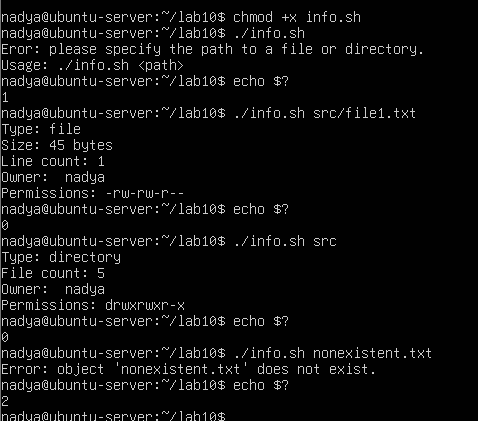 nadya@ubuntu-server:~/lab10$ chmod +x info.sh
nadya@ubuntu-server:~/lab10$ ./info.sh
Eror: please specify the path to a file or directory.
Usage: ./info.sh <path>
nadya@ubuntu-server:~/lab10$ echo $?
1
nadya@ubuntu-server:~/lab10$ ./info.sh src/file1.txt
Type: file
Size: 45 bytes
Line count: 1
Owner:  nadya
Permissions: -rw-rw-r--
nadya@ubuntu-server:~/lab10$ echo $?
0
nadya@ubuntu-server:~/lab10$ ./info.sh src
Type: directory
File count: 5
Owner:  nadya
Permissions: drwxrwxr-x
nadya@ubuntu-server:~/lab10$ echo $?
0
nadya@ubuntu-server:~/lab10$ ./info.sh nonexistent.txt
Error: object 'nonexistent.txt' does not exist.
nadya@ubuntu-server:~/lab10$ echo $?
2
nadya@ubuntu-server:~/lab10$